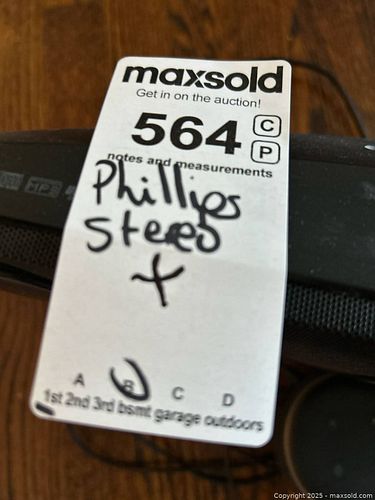 maxsold
Get in on the auction!
564 C
P
notes and measurements
Phillips
Stereo
+
A B C D
1st 2nd 3rd bsmt garage outdoors
MP3
Copyright 2025 - maxsold.com